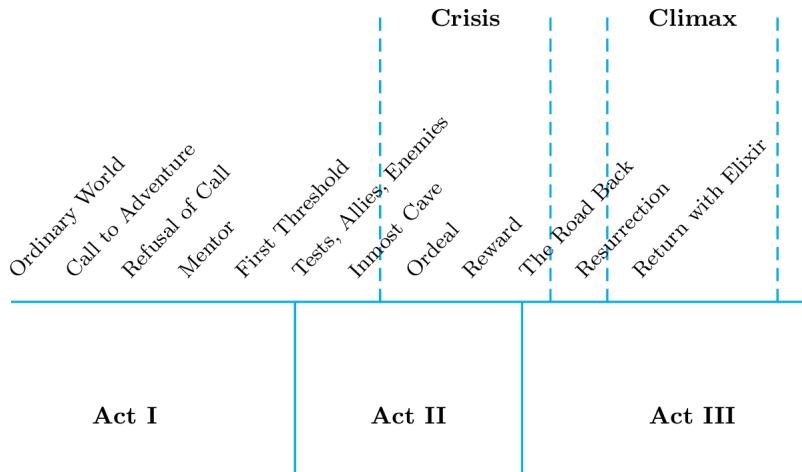 Crisis
Climax
Ordinary World
Call to Adventure
Refusal of Call
Mentor
First Threshold
Tests, Allies, Enemies
Inmost Cave
Ordeal
Reward
The Road Back
Resurrection
Return with Elixir
Act I
Act II
Act III